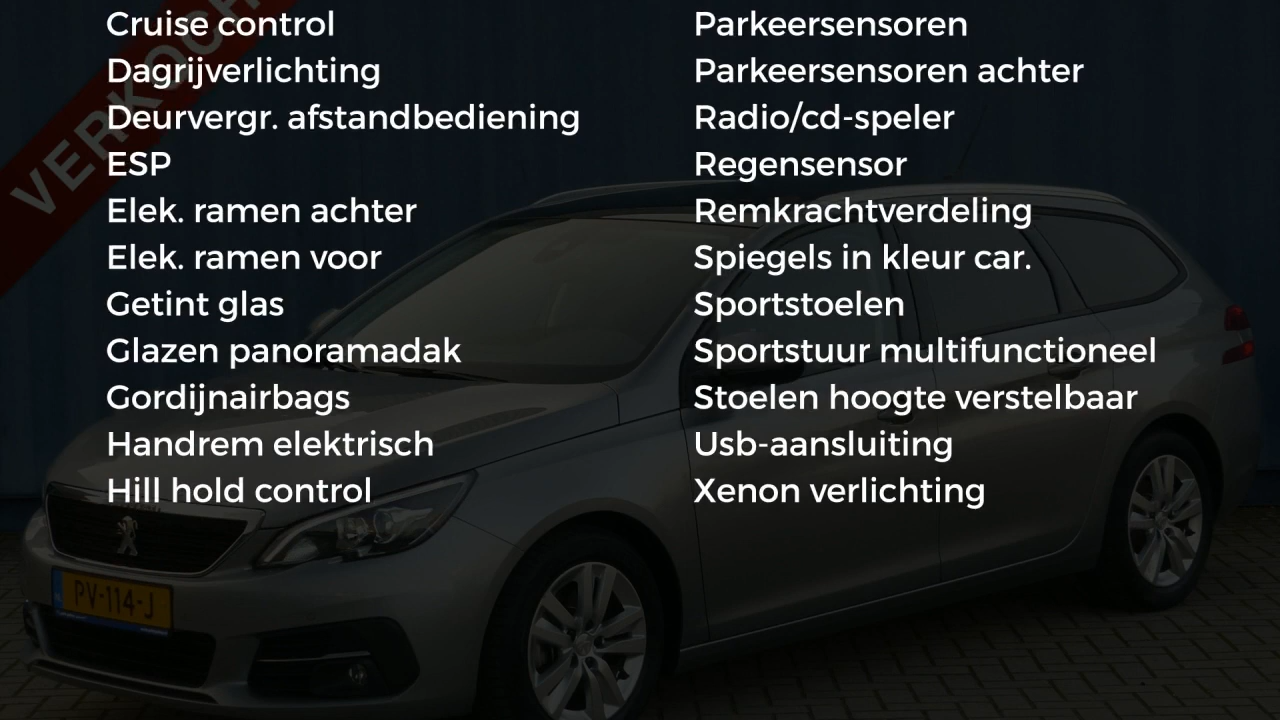 Cruise control
Dagrijverlichting
Deurvergr. afstandbediening
ESP
Elek. ramen achter
Elek. ramen voor
Getint glas
Glazen panoramadak
Gordijnairbags
Handrem elektrisch
Hill hold control
Parkeersensoren
Parkeersensoren achter
Radio/cd-speler
Regensensor
Remkrachtverdeling
Spiegels in kleur car.
Sportstoelen
Sportstuur multifunctioneel
Stoelen hoogte verstelbaar
Usb-aansluiting
Xenon verlichting
VERKOCH
PV-114-J